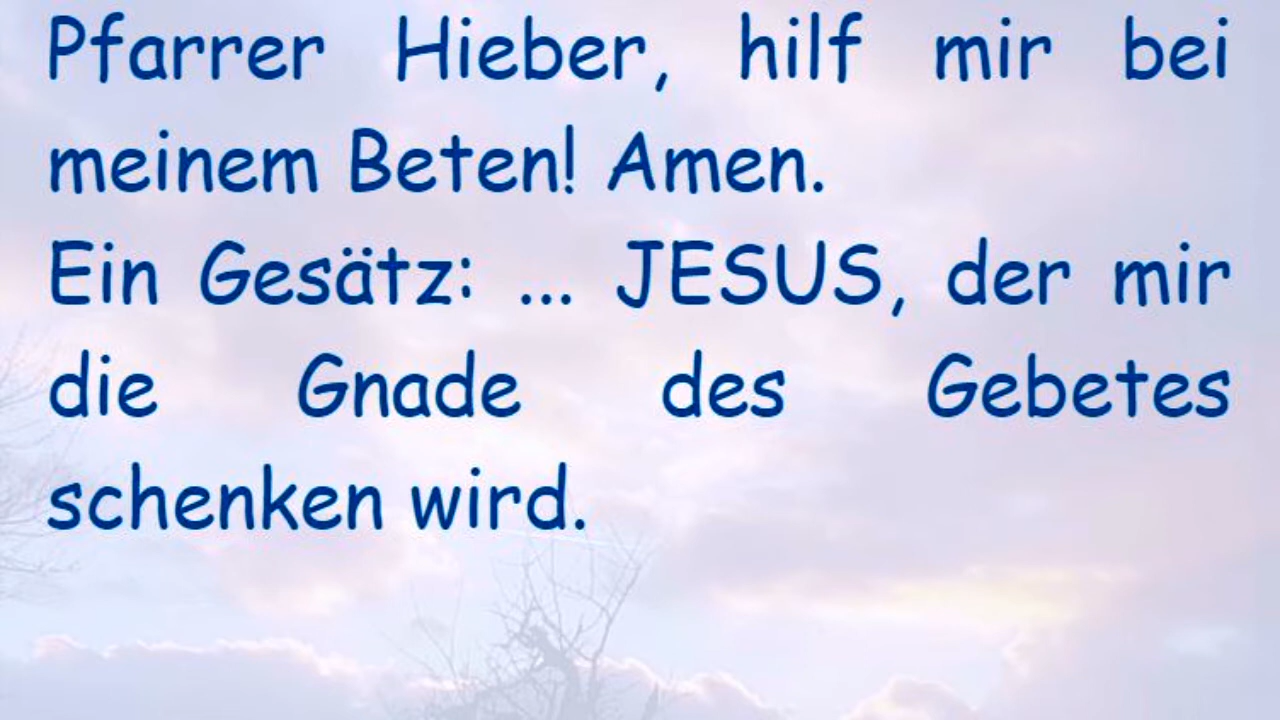 Pfarrer Hieber, hilf mir bei
meinem Beten! Amen.
Ein Gesätz: ... JESUS, der mir
die Gnade des Gebetes
schenken wird.